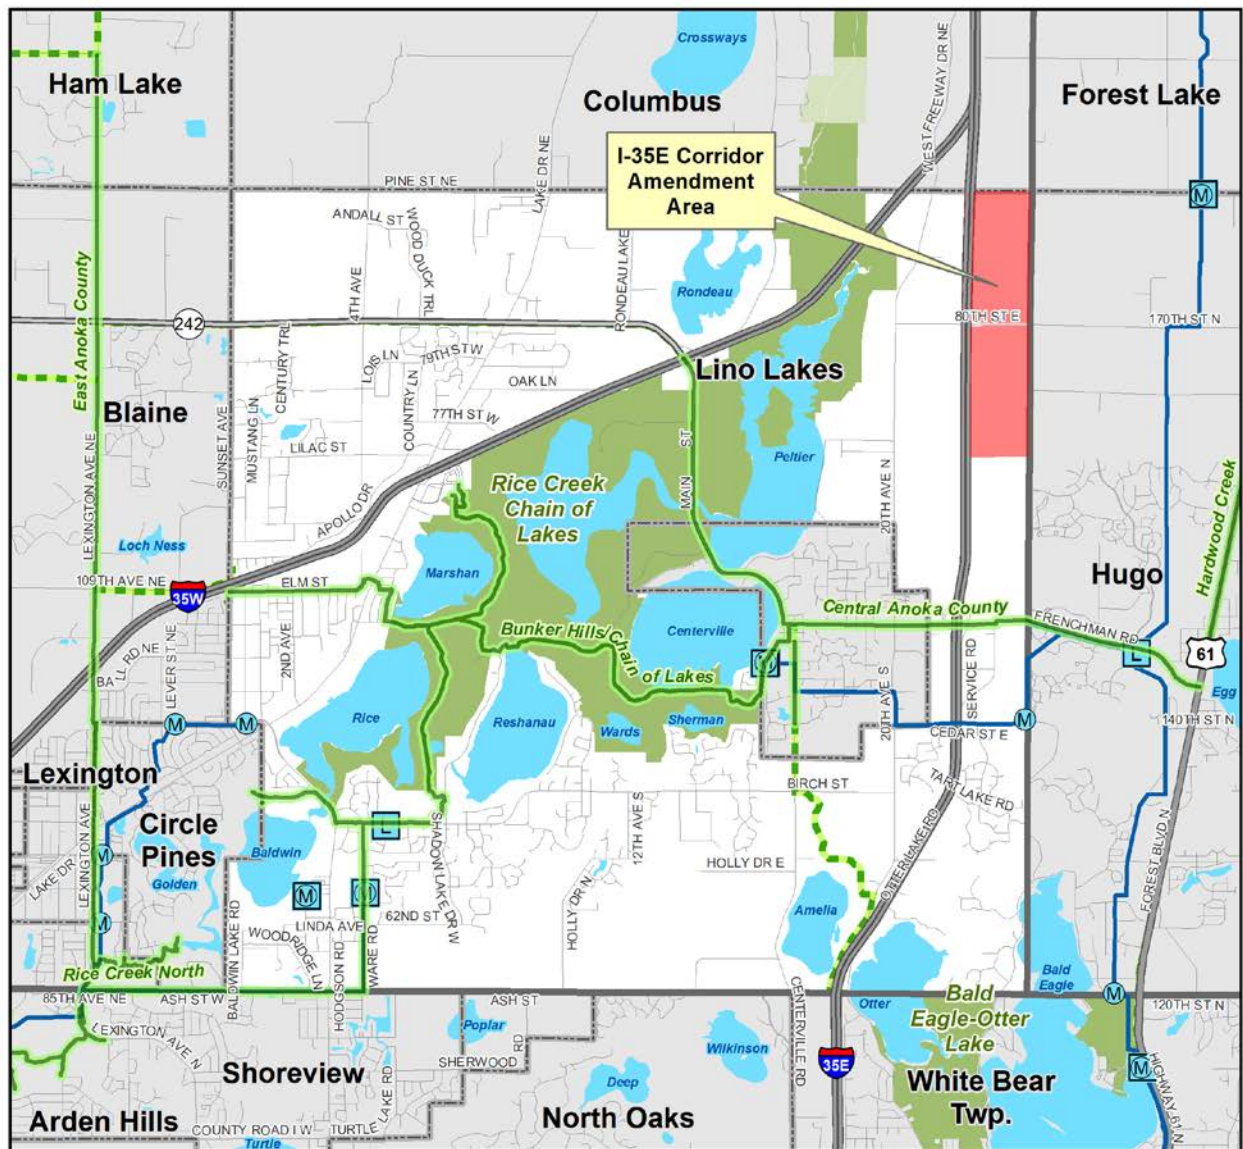 Crossways
WEST FREEWAY DR NE
Ham Lake
Columbus
Forest Lake
LAKE DR NE
I-35E Corridor
Amendment
Area
PINE ST NE
M
ANDALL ST
WOOD DUCK TRL
4TH AVE
RONDEAU LAKE
Rondeau
East Anoka County
242
80TH ST E
170TH ST N
CENTURY TRL
LOIS LN
79TH ST W
COUNTRY LN
OAK LN
Lino Lakes
Blaine
77TH ST W
SUNSET AVE
MUSTANG LN
LILAC ST
MAIN ST
Peltier
20TH AVE N
LEXINGTON AVE NE
Rice Creek
Chain of
Lakes
APOLLO DR
Hardwood Creek
Loch Ness
Marshan
109TH AVE NE
35W
ELM ST
Hugo
Central Anoka County
FRENCHMAN RD
Centerville
Bunker Hills/Chain
of Lakes
2ND AVE
BALL RD NE
LEVER ST NE
M
L
61
SERVICE RD
20TH AVE S
Egg
Rice
Reshanau
Wards
Sherman
M
M
M
140TH ST N
CEDAR ST E
Lexington
BIRCH ST
TART LAKE RD
Circle
Pines
LEXINGTON AVE
LAKE DR
M
Baldwin
L
SHADON LAKE DR W
12TH AVE S
HOLLY DR E
OTTER LAKE RD
FOREST BLVD N
Golden
M
M
M
62ND ST
LINDA AVE
WOODRIDGE LN
HOLLY DR N
Amelia
BALDWIN LAKE RD
HODGSON RD
WARE RD
Rice Creek North
85TH AVE NE
ASH ST W
ASH ST
CENTERVILLE RD
Otter
Bald
Eagle
M
120TH ST N
LEXINGTON AVE N
Poplar
SHERWOOD RD
Wilkinson
Bald
Eagle-Otter
Lake
35E
M
HIGHWAY 61 N
Shoreview
Deep
White Bear
Twp.
Arden Hills
COUNTY ROAD I W
TURTLE LAKE RD
Turtle
North Oaks